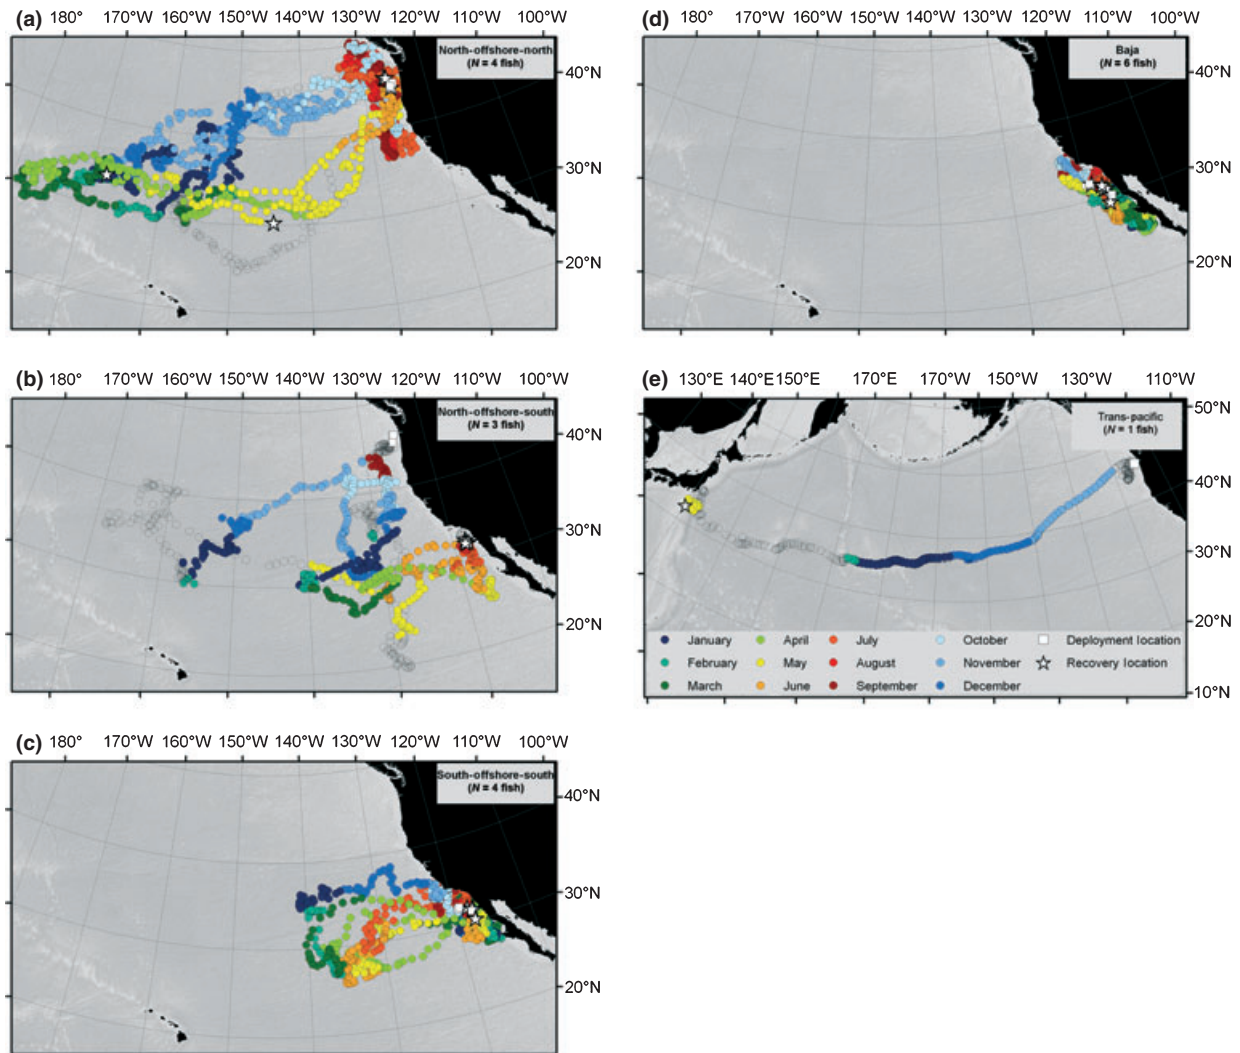 (a) 180° 170°W 160°W 150°W 140°W 130°W 120°W 110°W 100°W
North-offshore-north
(N = 4 fish)
40°N
30°N
20°N
(b) 180° 170°W 160°W 150°W 140°W 130°W 120°W 110°W 100°W
North-offshore-south
(N = 3 fish)
40°N
30°N
20°N
(c) 180° 170°W 160°W 150°W 140°W 130°W 120°W 110°W 100°W
South-offshore-south
(N = 4 fish)
40°N
30°N
20°N
(d) 180° 170°W 160°W 150°W 140°W 130°W 120°W 110°W 100°W
Baja
(N = 6 fish)
40°N
30°N
20°N
(e) 130°E 140°E 150°E 170°E 170°W 150°W 130°W 110°W
50°N
Trans-pacific
(N = 1 fish)
40°N
30°N
20°N
10°N
January April July October Deployment location
February May August November Recovery location
March June September December